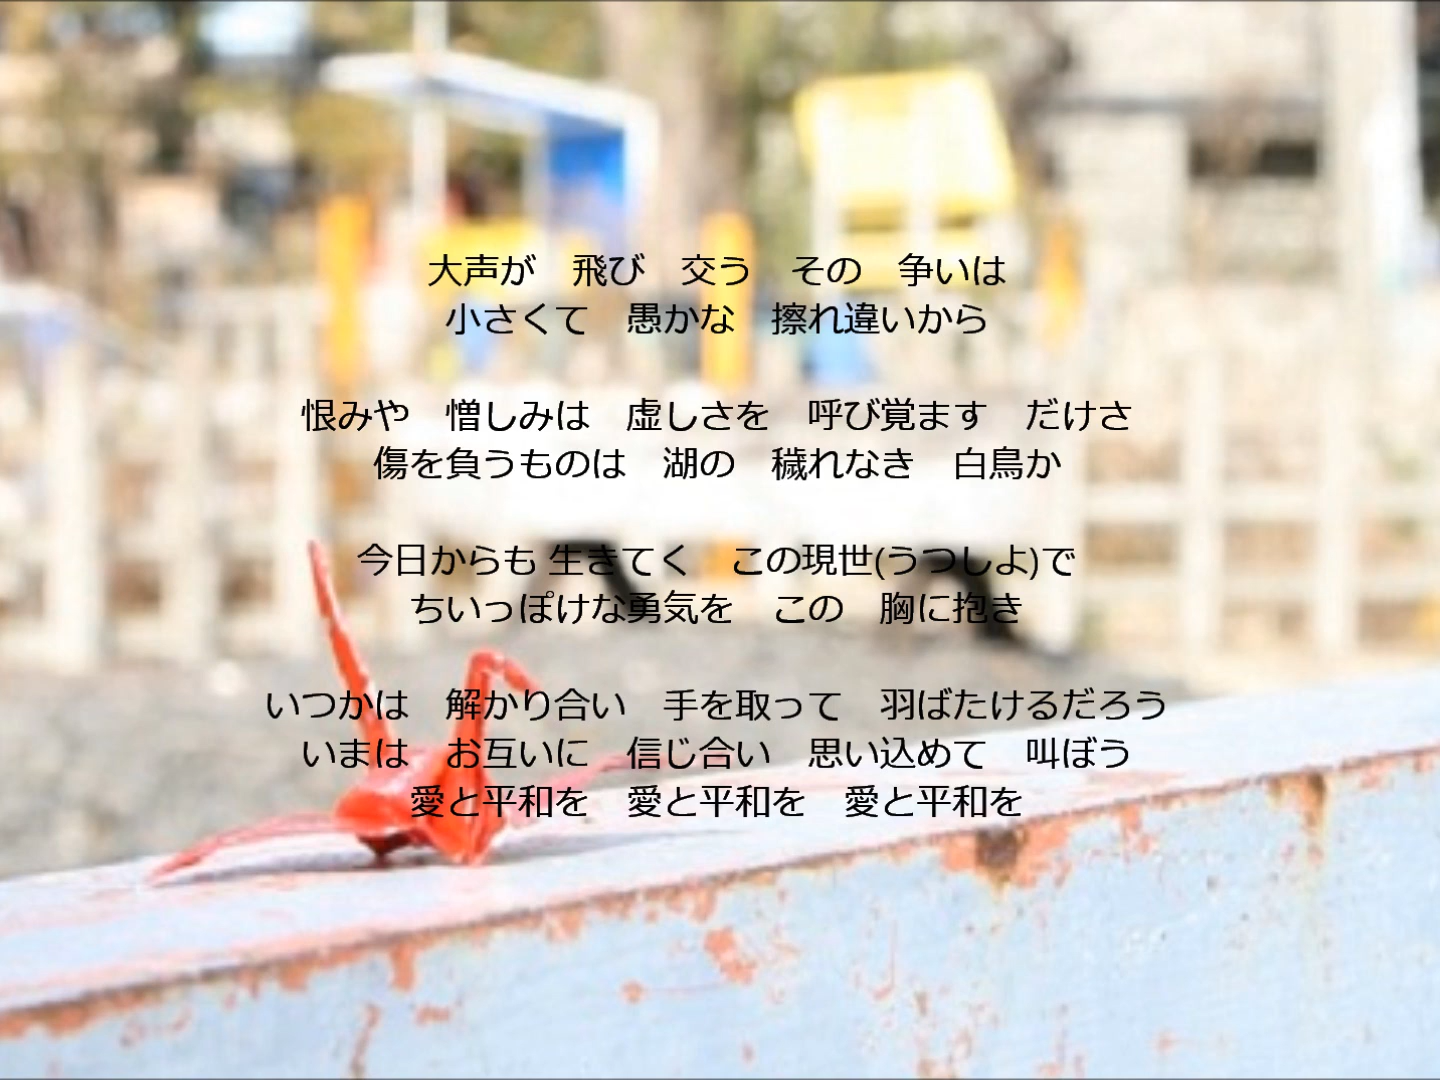 大声が　飛び　交う　その　争いは
小さくて　愚かな　擦れ違いから
恨みや　憎しみは　虚しさを　呼び覚ます　だけさ
傷を負うものは　湖の　穢れなき　白鳥か
今日からも 生きてく　この現世(うつしよ)で
ちいっぽけな勇気を　この　胸に抱き
いつかは　解かり合い　手を取って　羽ばたけるだろう
いまは　お互いに　信じ合い　思い込めて　叫ぼう
愛と平和を　愛と平和を　愛と平和を